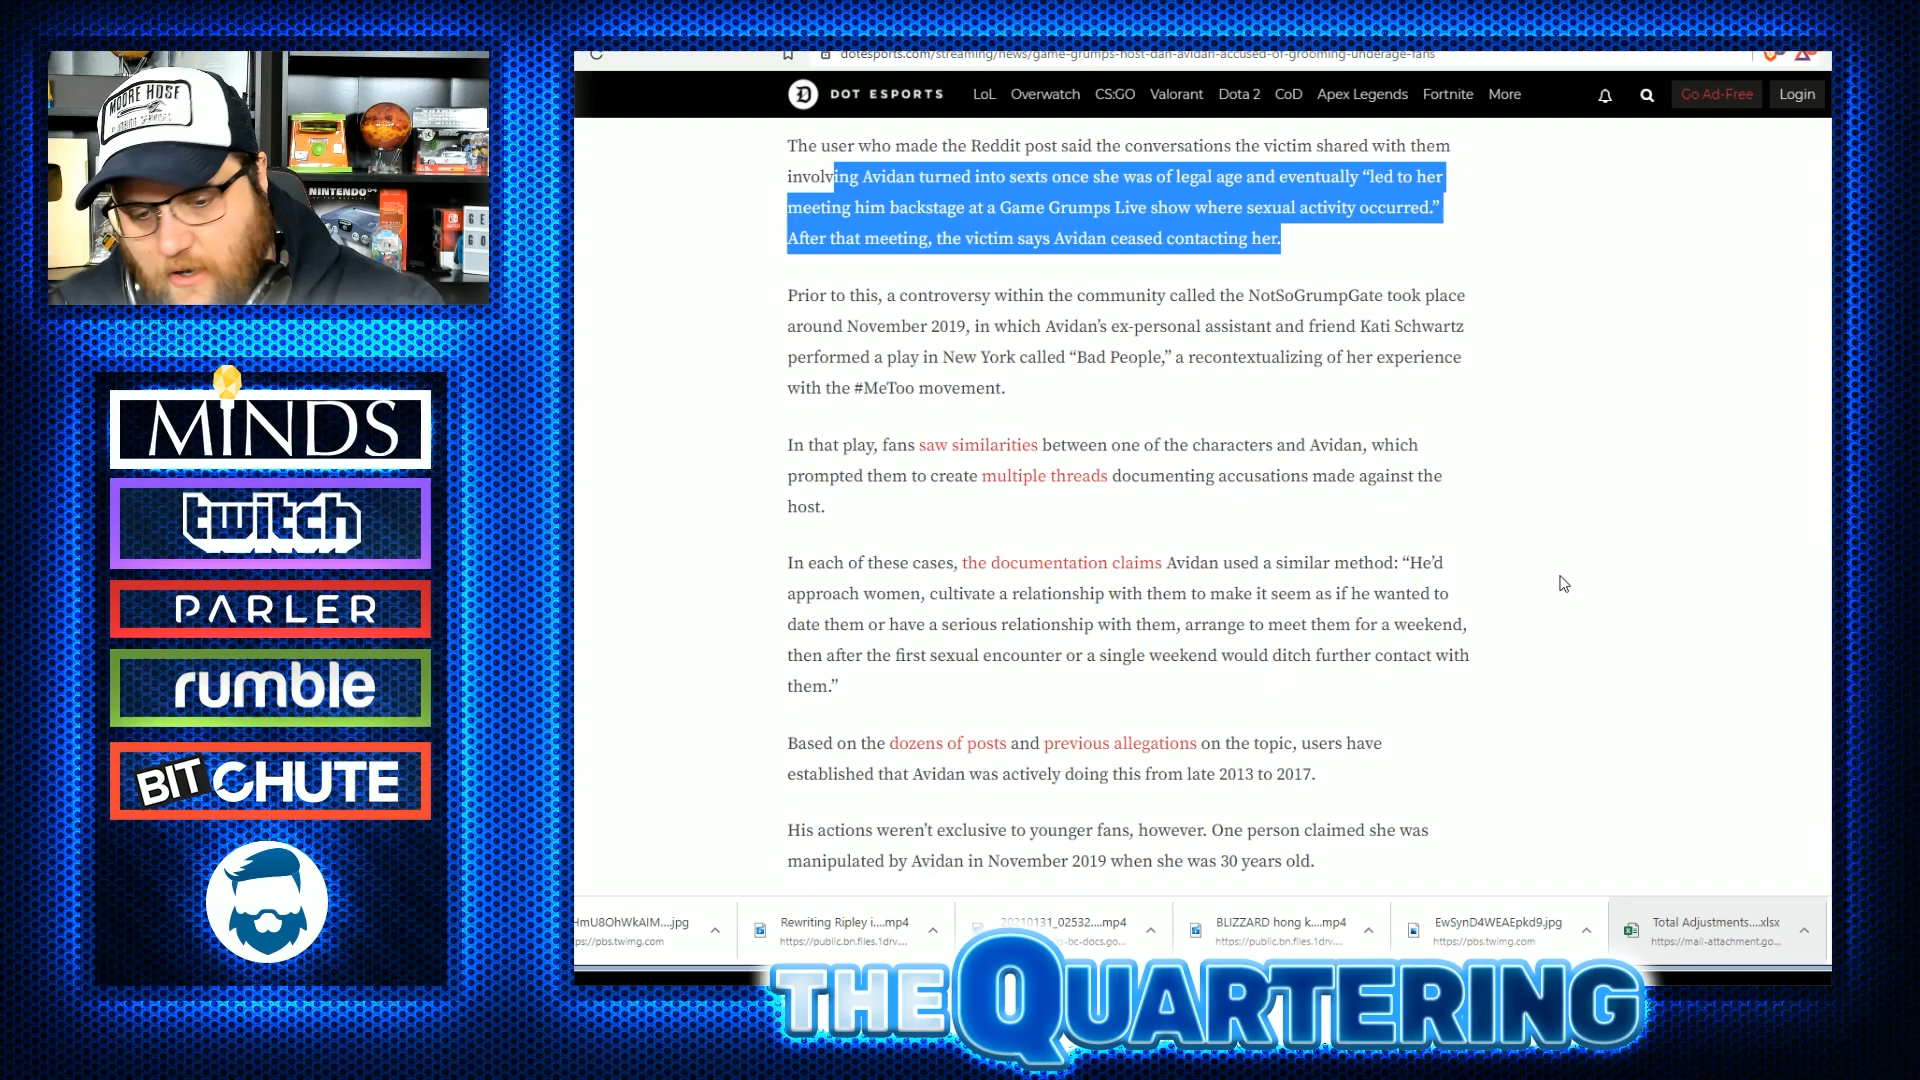 MOORE HOSE
NINTENDO
MINDS
twitch
PARLER
rumble
BITCHUTE
dotesports.com/streaming/news/game-grumps-host-dan-avidan-accused-of-grooming-underage-fans
DOT ESPORTS LoL Overwatch CS:GO Valorant Dota 2 CoD Apex Legends Fortnite More Go Ad-Free Login
The user who made the Reddit post said the conversations the victim shared with them
involving Avidan turned into sexts once she was of legal age and eventually “led to her
meeting him backstage at a Game Grumps Live show where sexual activity occurred.”
After that meeting, the victim says Avidan ceased contacting her.
Prior to this, a controversy within the community called the NotSoGrumpGate took place
around November 2019, in which Avidan’s ex-personal assistant and friend Kati Schwartz
performed a play in New York called “Bad People,” a recontextualizing of her experience
with the #MeToo movement.
In that play, fans saw similarities between one of the characters and Avidan, which
prompted them to create multiple threads documenting accusations made against the
host.
In each of these cases, the documentation claims Avidan used a similar method: “He’d
approach women, cultivate a relationship with them to make it seem as if he wanted to
date them or have a serious relationship with them, arrange to meet them for a weekend,
then after the first sexual encounter or a single weekend would ditch further contact with
them.”
Based on the dozens of posts and previous allegations on the topic, users have
established that Avidan was actively doing this from late 2013 to 2017.
His actions weren’t exclusive to younger fans, however. One person claimed she was
manipulated by Avidan in November 2019 when she was 30 years old.
HmU8OhWkAIM....jpg Rewriting Ripley i....mp4 20210131_02532....mp4 BLIZZARD hong k....mp4 EwSynD4WEAEpkd9.jpg Total Adjustments....xlsx
ps://pbs.twimg.com https://public.bn.files.1drv.... -bc-docs.go... https://public.bn.files.1drv.... https://pbs.twimg.com https://mail-attachment.go...
THE QUARTERING